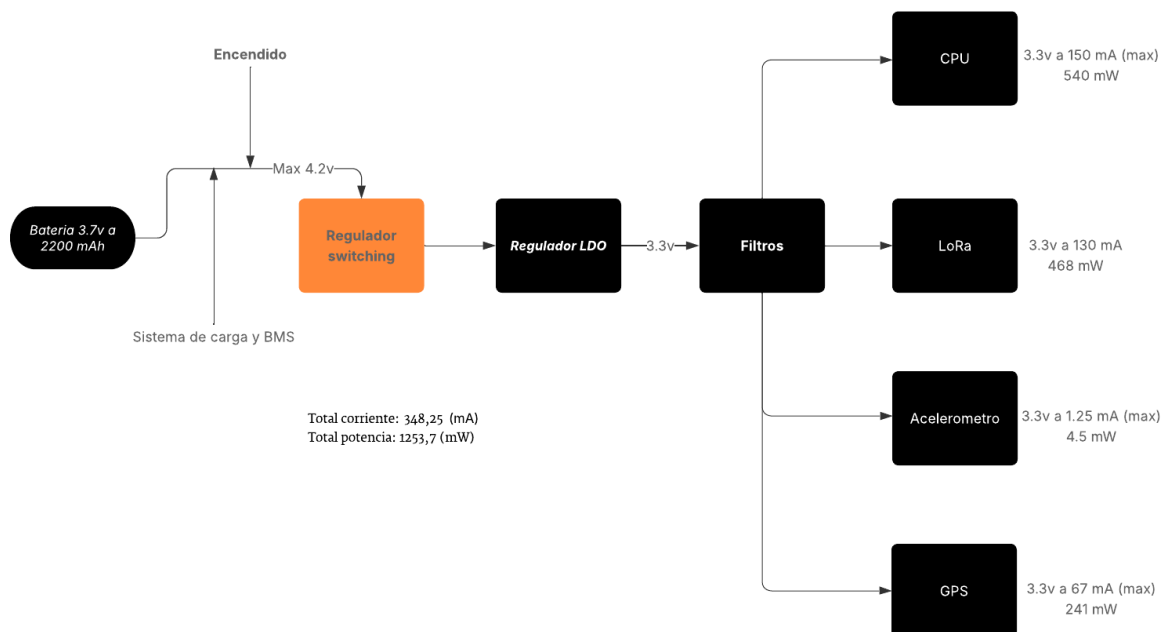 Encendido
Max 4.2v
Bateria 3.7v a
2200 mAh
Sistema de carga y BMS
Regulador
switching
Regulador LDO
3.3v
Filtros
CPU
3.3v a 150 mA (max)
540 mW
LoRa
3.3v a 130 mA
468 mW
Acelerometro
3.3v a 1.25 mA (max)
4.5 mW
GPS
3.3v a 67 mA (max)
241 mW
Total corriente: 348,25 (mA)
Total potencia: 1253,7 (mW)